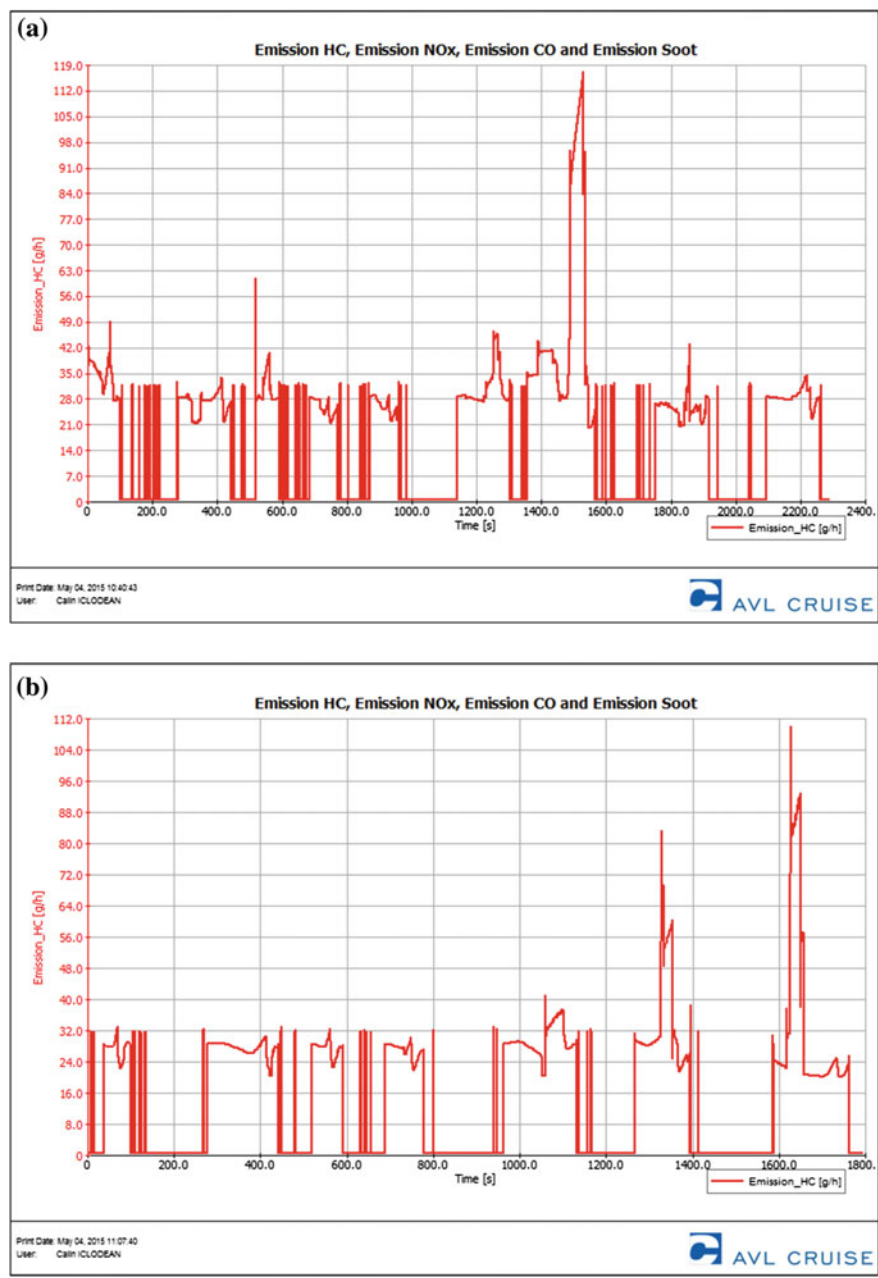 (a)
Emission HC, Emission NOx, Emission CO and Emission Soot
119.0
112.0
105.0
98.0
91.0
84.0
77.0
70.0
63.0
56.0
49.0
42.0
35.0
28.0
21.0
14.0
7.0
0
Emission_HC [g/h]
0 200.0 400.0 600.0 800.0 1000.0 1200.0 1400.0 1600.0 1800.0 2000.0 2200.0 2400.
Time [s]
Emission_HC [g/h]
Print Date: May 04, 2015 10:40:43
User: Calin ICLODEAN
AVL CRUISE
(b)
Emission HC, Emission NOx, Emission CO and Emission Soot
112.0
104.0
96.0
88.0
80.0
72.0
64.0
56.0
48.0
40.0
32.0
24.0
16.0
8.0
0
Emission_HC [g/h]
0 200.0 400.0 600.0 800.0 1000.0 1200.0 1400.0 1600.0 1800.
Time [s]
Emission_HC [g/h]
Print Date: May 04, 2015 11:07:40
User: Calin ICLODEAN
AVL CRUISE